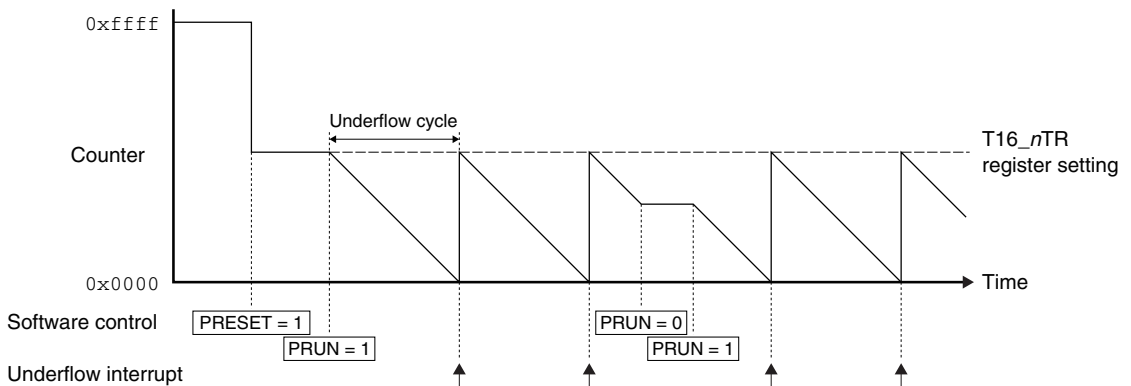 0xffff
Underflow cycle
Counter
T16_nTR
register setting
0x0000
Time
Software control
PRESET = 1
PRUN = 0
PRUN = 1
PRUN = 1
Underflow interrupt